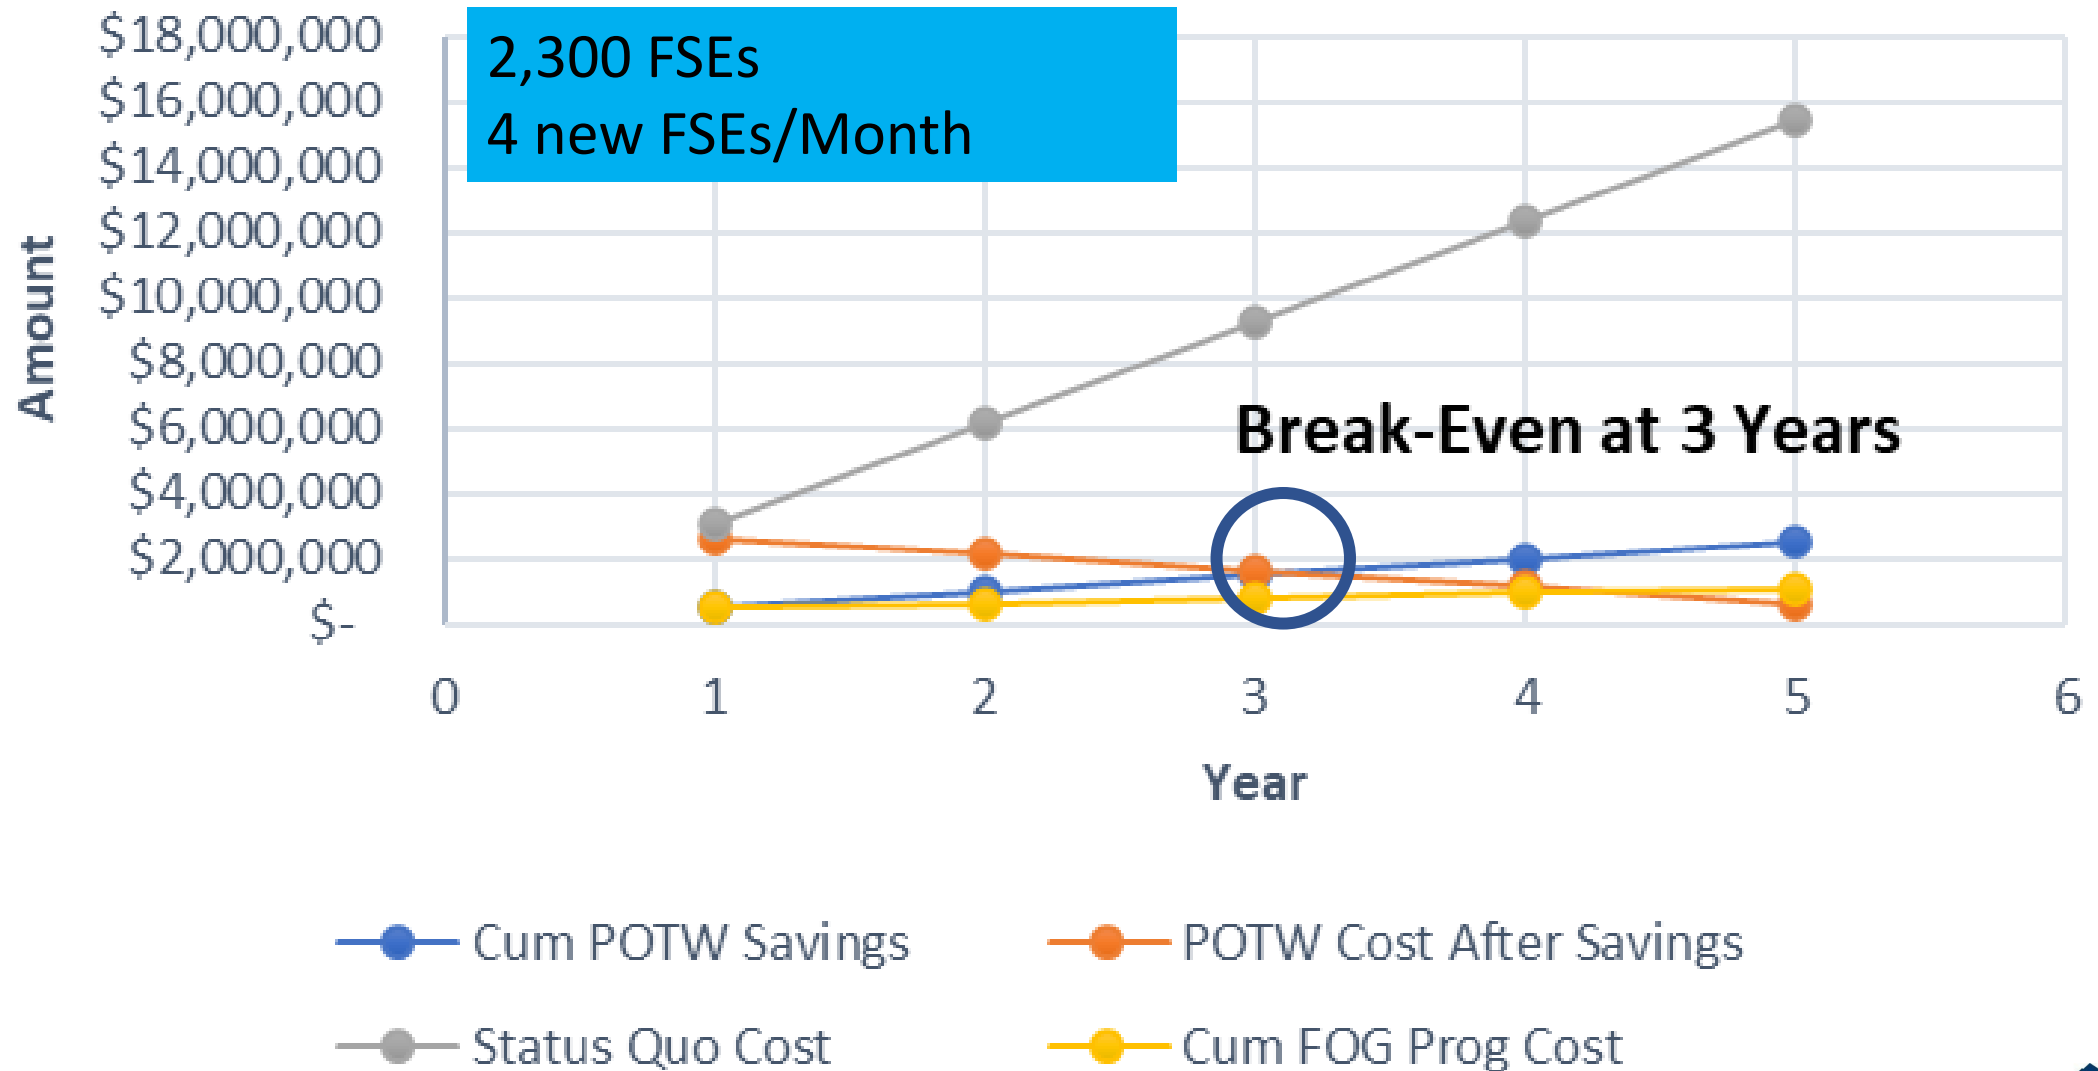 $18,000,000
$16,000,000
$14,000,000
$12,000,000
$10,000,000
$8,000,000
$6,000,000
$4,000,000
$2,000,000
$-
Amount
2,300 FSEs
4 new FSEs/Month
Break-Even at 3 Years
0 1 2 3 4 5 6
Year
Cum POTW Savings
POTW Cost After Savings
Status Quo Cost
Cum FOG Prog Cost